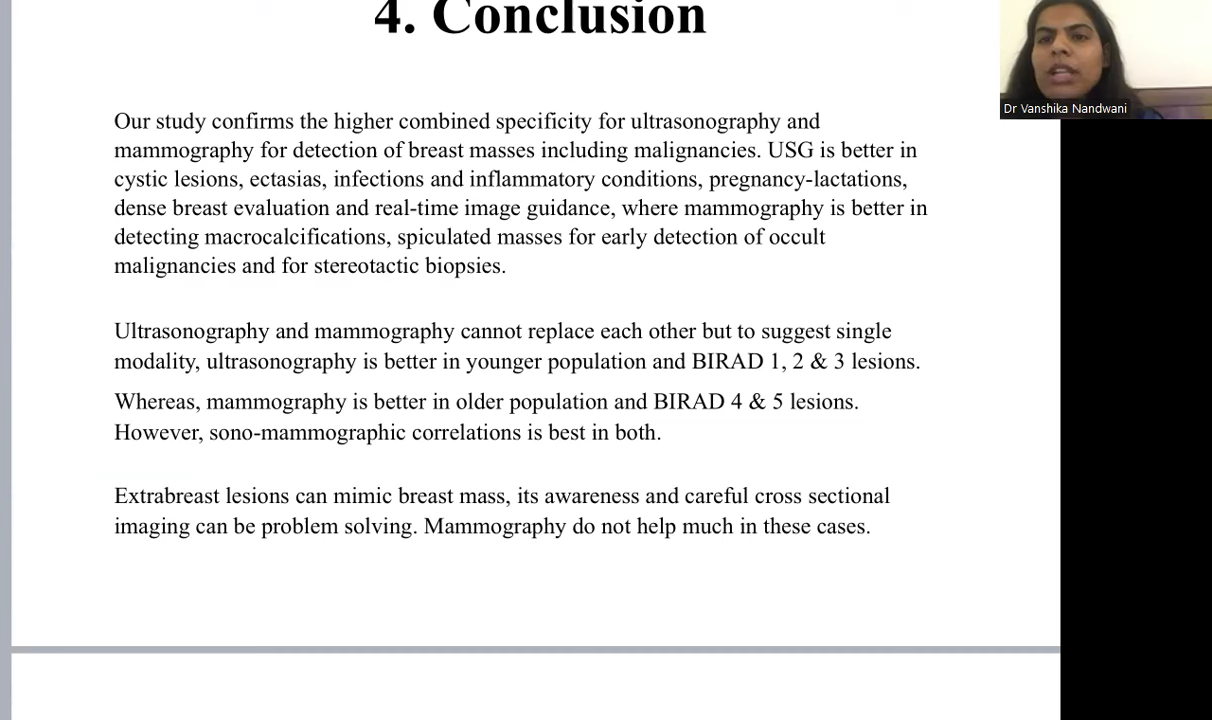 4. Conclusion
Dr Vanshika Nandwani
Our study confirms the higher combined specificity for ultrasonography and
mammography for detection of breast masses including malignancies. USG is better in
cystic lesions, ectasias, infections and inflammatory conditions, pregnancy-lactations,
dense breast evaluation and real-time image guidance, where mammography is better in
detecting macrocalcifications, spiculated masses for early detection of occult
malignancies and for stereotactic biopsies.
Ultrasonography and mammography cannot replace each other but to suggest single
modality, ultrasonography is better in younger population and BIRAD 1, 2 & 3 lesions.
Whereas, mammography is better in older population and BIRAD 4 & 5 lesions.
However, sono-mammographic correlations is best in both.
Extrabreast lesions can mimic breast mass, its awareness and careful cross sectional
imaging can be problem solving. Mammography do not help much in these cases.